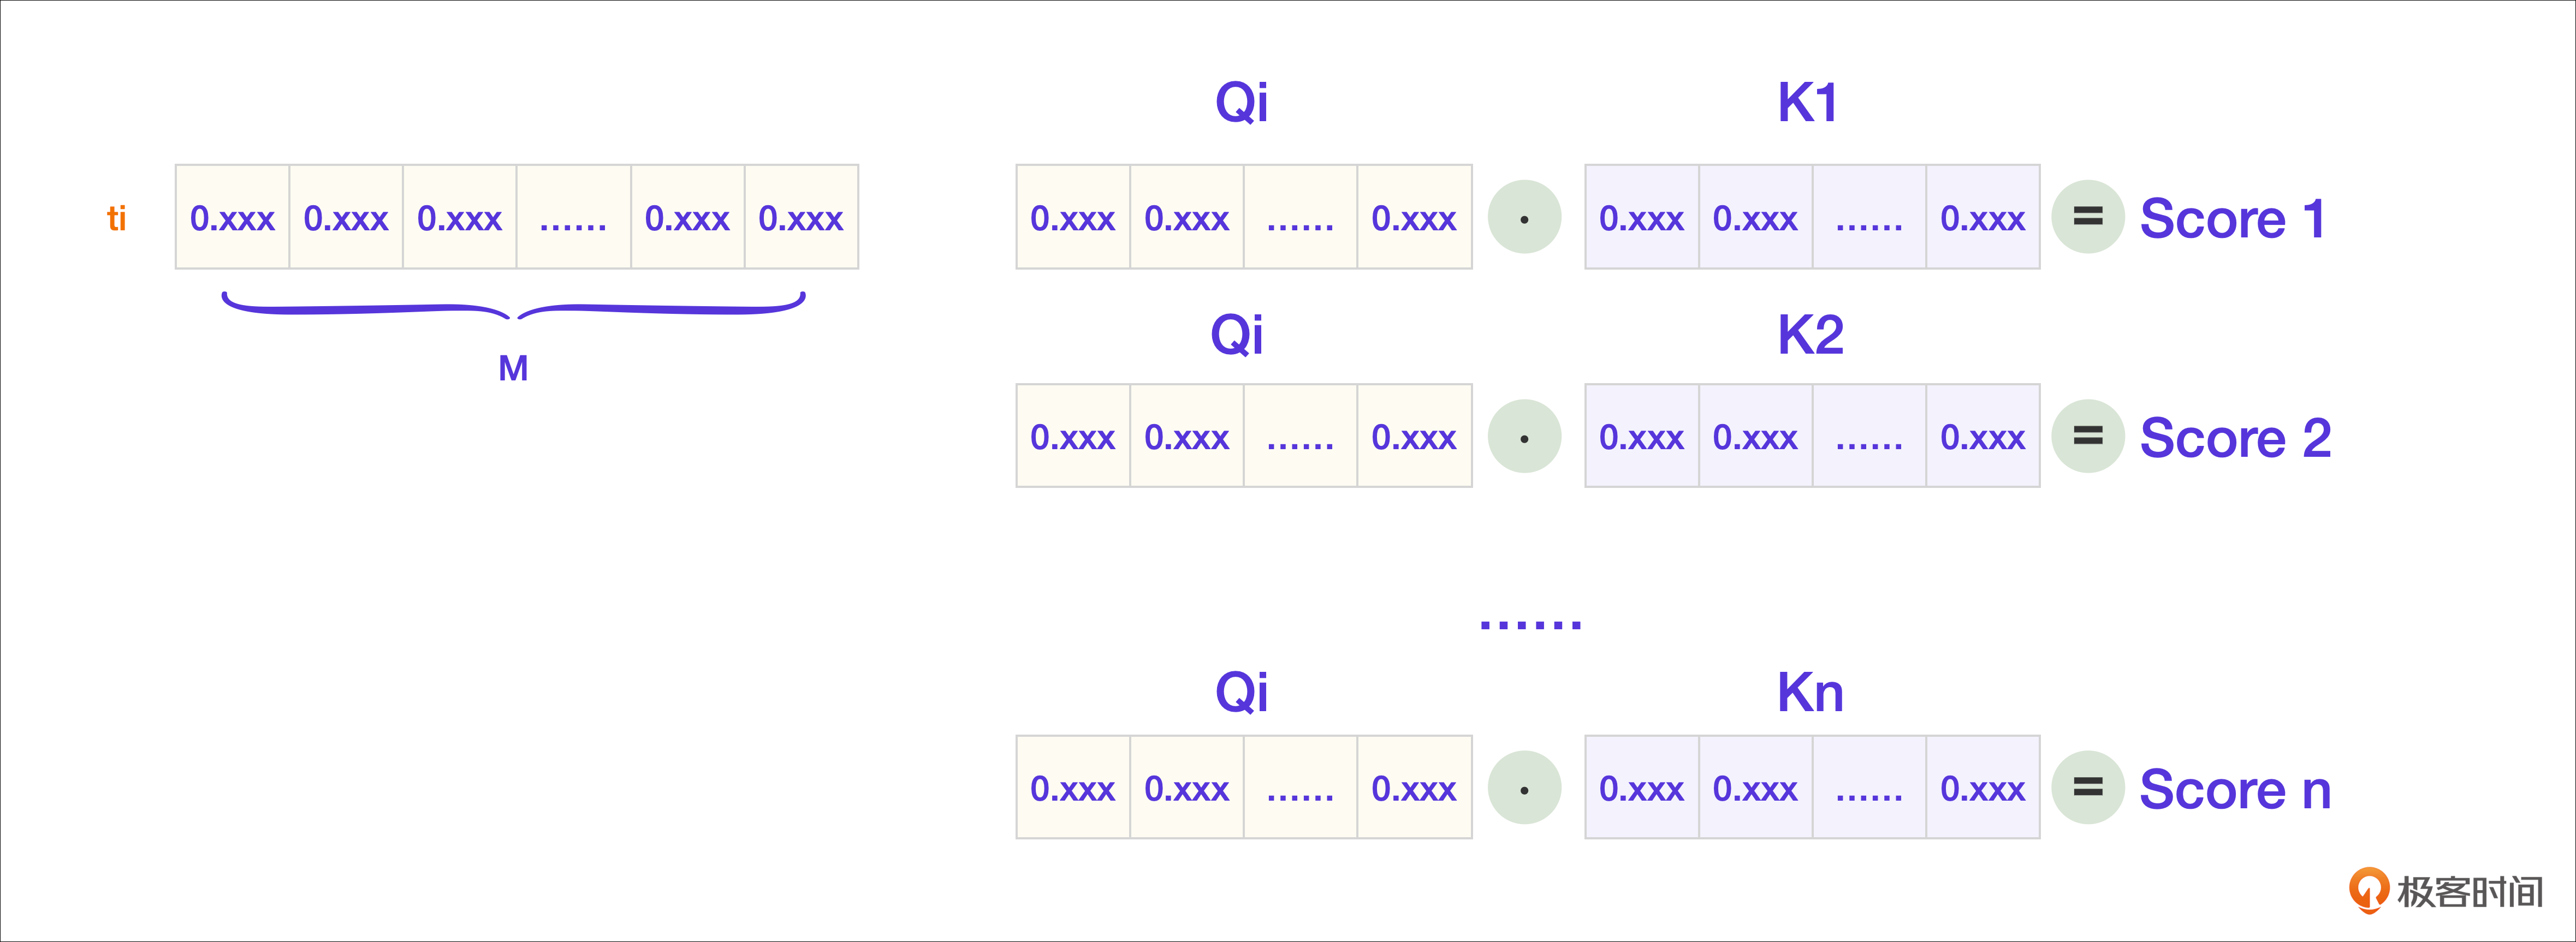 Qi K1
ti 0.xxx 0.xxx 0.xxx ...... 0.xxx 0.xxx 0.xxx 0.xxx ...... 0.xxx · 0.xxx 0.xxx ...... 0.xxx = Score 1
M
Qi K2
0.xxx 0.xxx ...... 0.xxx · 0.xxx 0.xxx ...... 0.xxx = Score 2
......
Qi Kn
0.xxx 0.xxx ...... 0.xxx · 0.xxx 0.xxx ...... 0.xxx = Score n
极客时间